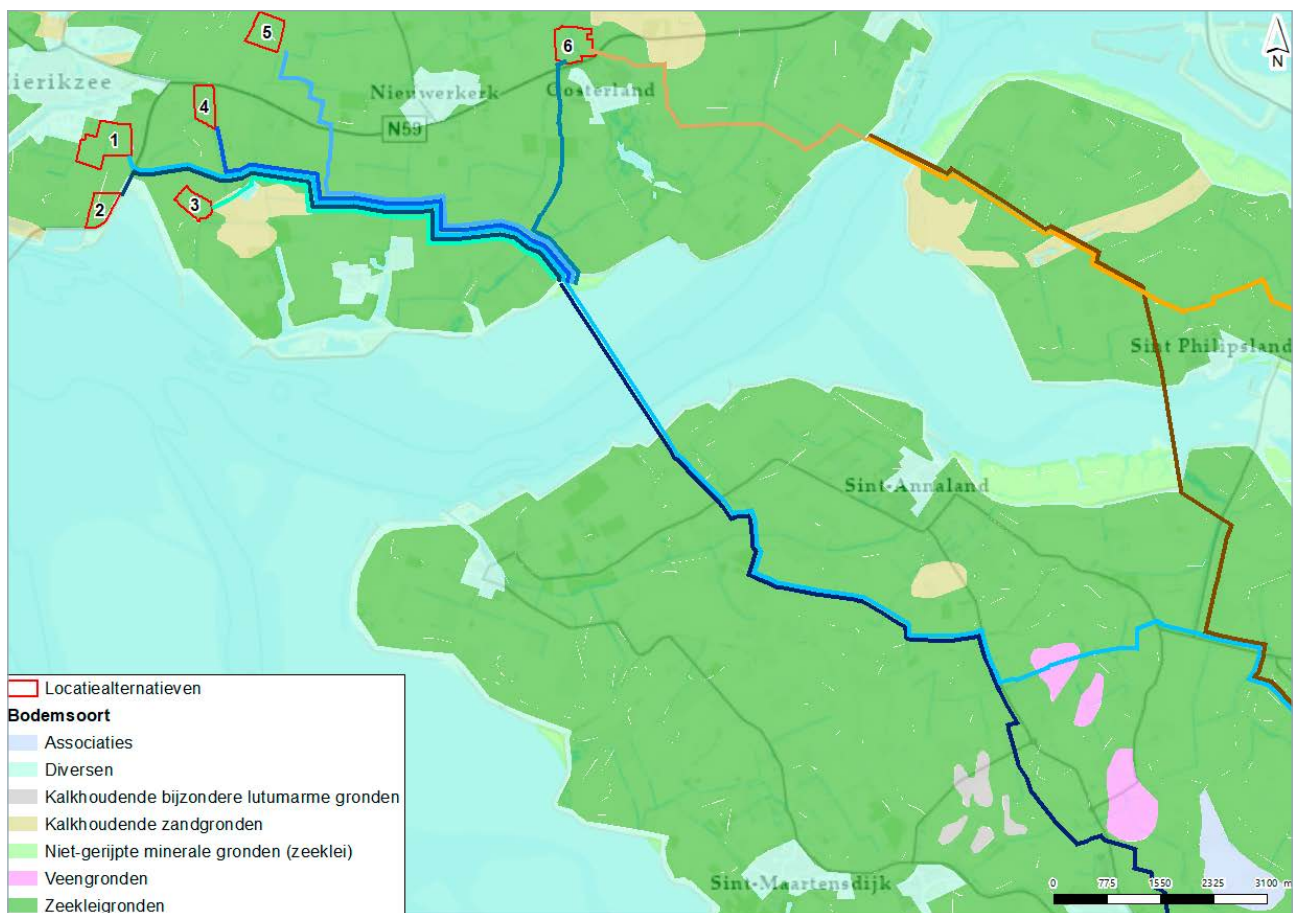 5
6
N
ierikzee
4
Nieuwerkerk
Oosterland
N59
1
2
3
Sint Philipsland
Sint-Annaland
Locatiealternatieven
Bodemsoort
Associaties
Diversen
Kalkhoudende bijzondere lutumarme gronden
Kalkhoudende zandgronden
Niet-gerijpte minerale gronden (zeeklei)
Veengronden
Zeekleigronden
Sint-Maartensdijk
0 775 1550 2325 3100 m